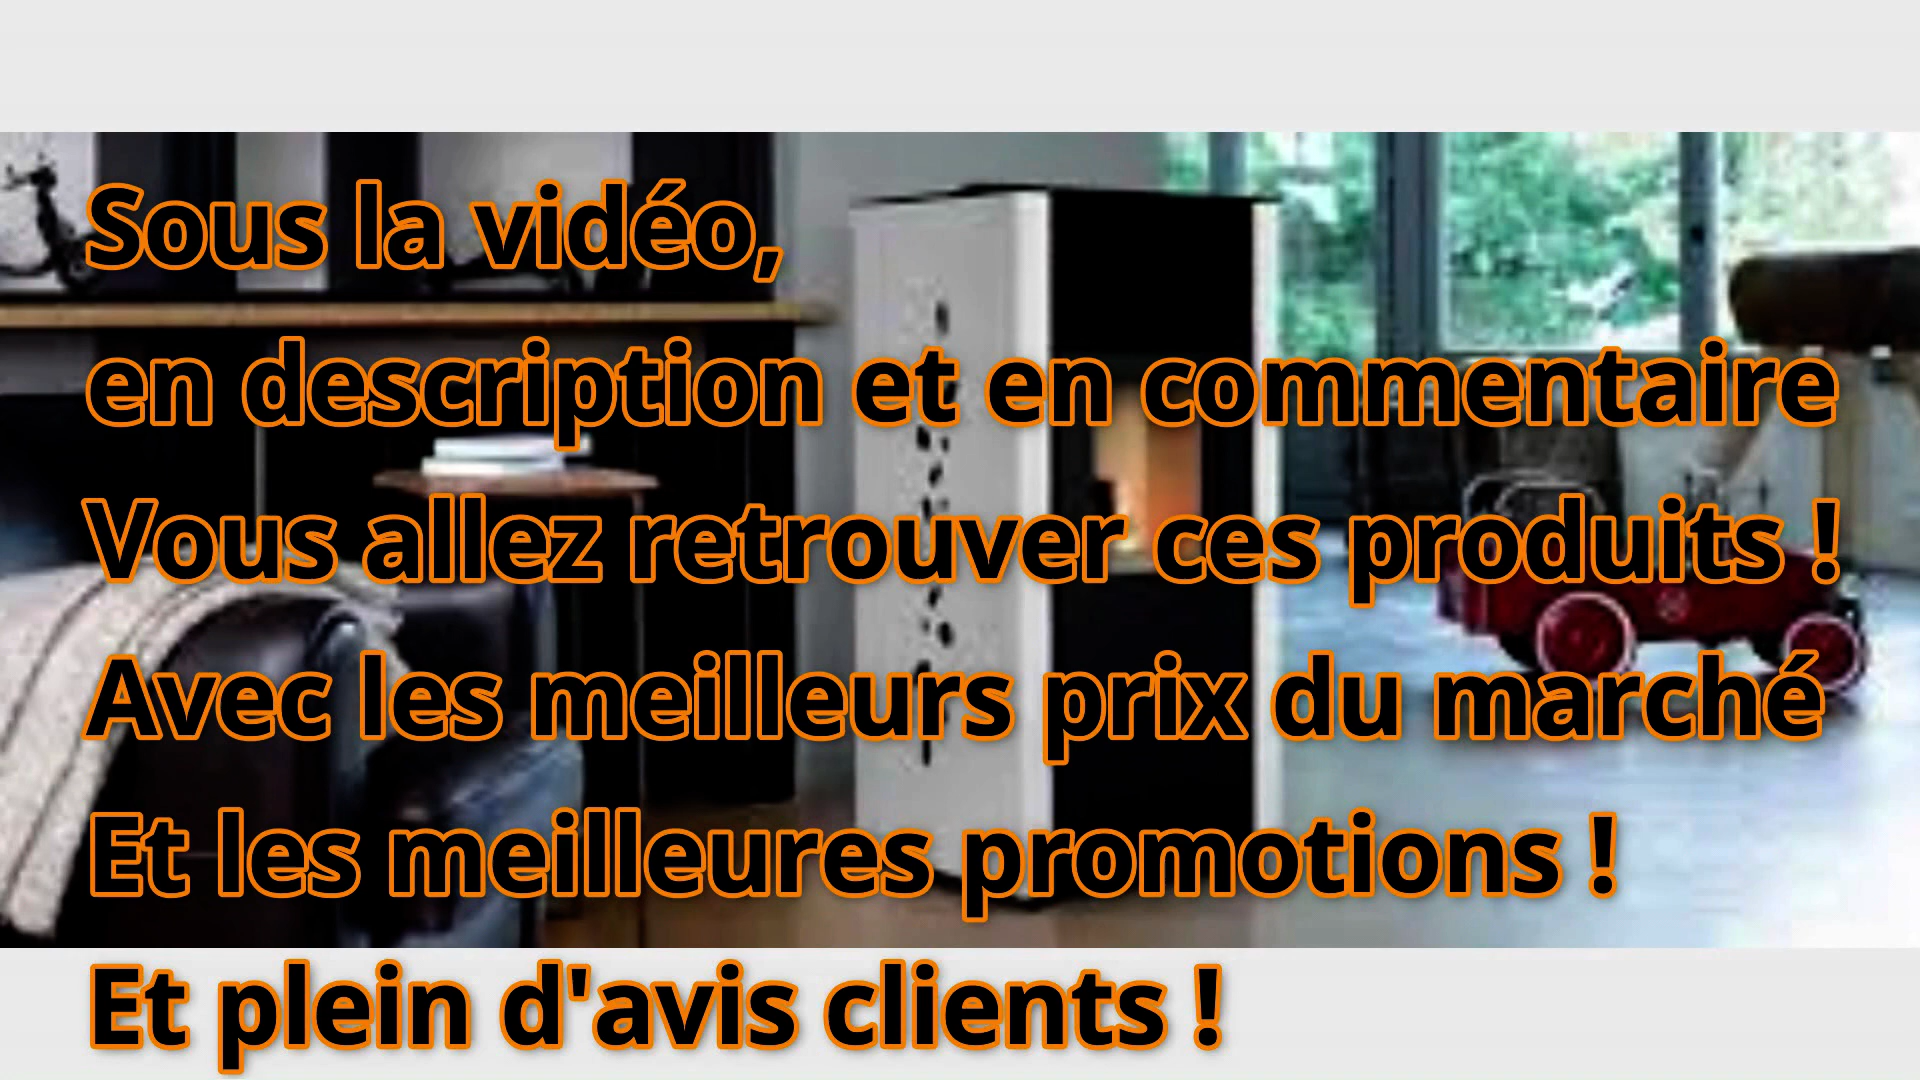 Sous la vidéo,
en description et en commentaire
Vous allez retrouver ces produits !
Avec les meilleurs prix du marché
Et les meilleures promotions !
Et plein d'avis clients !